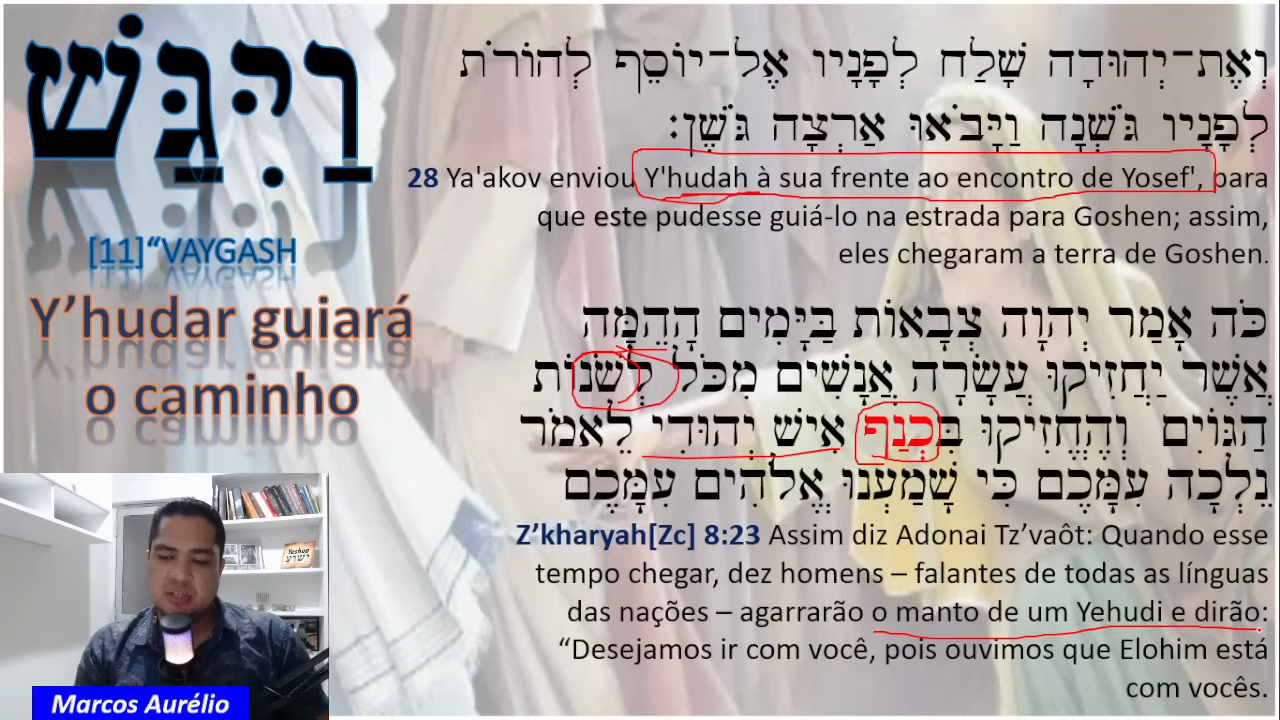 וַיִּגַּשׁ
[11]“VAYGASH
Y’hudar guiará
o caminho
וְאֶת־יְהוּדָה שָׁלַח לְפָנָיו אֶל־יוֹסֵף לְהוֹרֹת
לְפָנָיו גֹּשְׁנָה וַיָּבֹאוּ אַרְצָה גֹּשֶׁן׃
28 Ya'akov enviou Y'hudah à sua frente ao encontro de Yosef', para
que este pudesse guiá-lo na estrada para Goshen; assim,
eles chegaram a terra de Goshen.
כֹּה אָמַר יְהוָה צְבָאוֹת בַּיָּמִים הָהֵמָּה
אֲשֶׁר יַחֲזִיקוּ עֲשָׂרָה אֲנָשִׁים מִכֹּל לְשֹׁנוֹת
הַגּוֹיִם וְהֶחֱזִיקוּ בִּכְנַף אִישׁ יְהוּדִי לֵאמֹר
נֵלְכָה עִמָּכֶם כִּי שָׁמַעְנוּ אֱלֹהִים עִמָּכֶם
Z’kharyah[Zc] 8:23 Assim diz Adonai Tz’vaôt: Quando esse
tempo chegar, dez homens – falantes de todas as línguas
das nações – agarrarão o manto de um Yehudi e dirão:
“Desejamos ir com você, pois ouvimos que Elohim está
com vocês.
Yeshua
ישוע
Marcos Aurélio